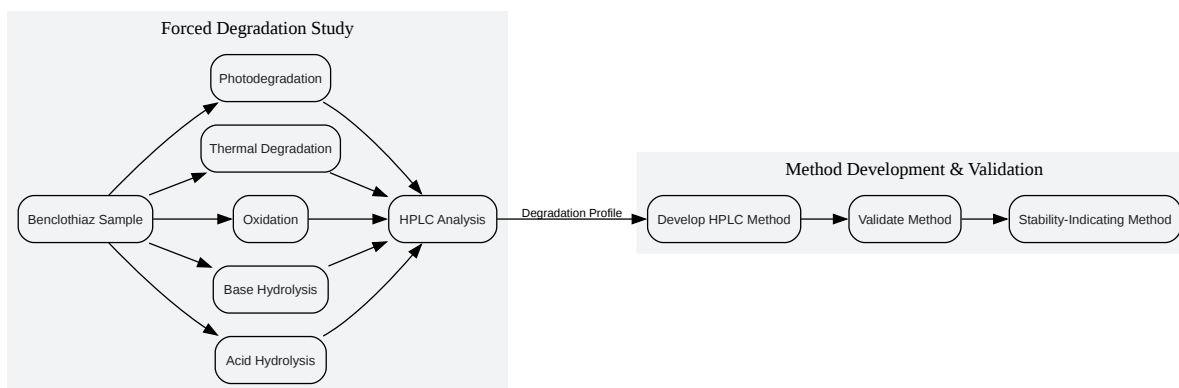 Forced Degradation Study
Photodegradation
Thermal Degradation
Benclothiaz Sample
Oxidation
HPLC Analysis
Base Hydrolysis
Acid Hydrolysis
Degradation Profile
Method Development & Validation
Develop HPLC Method
Validate Method
Stability-Indicating Method